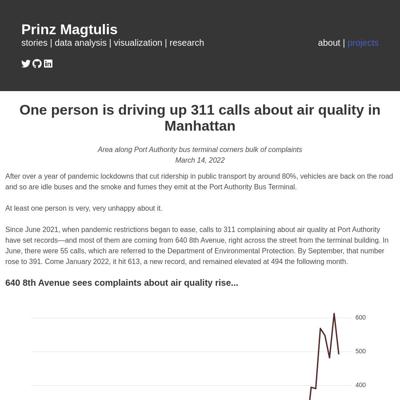 Prinz Magtulis
stories | data analysis | visualization | research
about | projects
One person is driving up 311 calls about air quality in
Manhattan
Area along Port Authority bus terminal corners bulk of complaints
March 14, 2022
After over a year of pandemic lockdowns that cut ridership in public transport by around 80%, vehicles are back on the road
and so are idle buses and the smoke and fumes they emit at the Port Authority Bus Terminal.
At least one person is very, very unhappy about it.
Since June 2021, when pandemic restrictions began to ease, calls to 311 complaining about air quality at Port Authority
have set records—and most of them are coming from 640 8th Avenue, right across the street from the terminal building. In
June, there were 55 calls, which are referred to the Department of Environmental Protection. By September, that number
rose to 391. Come January 2022, it hit 613, a new record, and remained elevated at 494 the following month.
640 8th Avenue sees complaints about air quality rise...
600
500
400